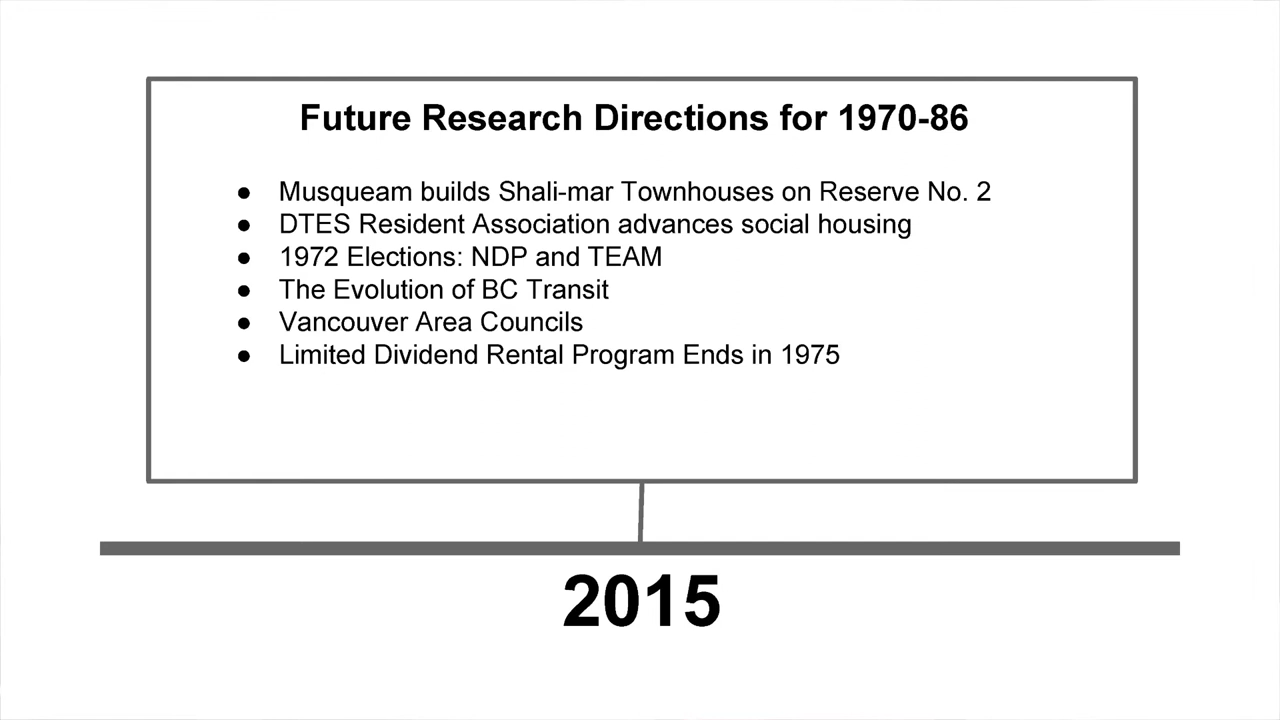 Future Research Directions for 1970-86
● Musqueam builds Shali-mar Townhouses on Reserve No. 2
● DTES Resident Association advances social housing
● 1972 Elections: NDP and TEAM
● The Evolution of BC Transit
● Vancouver Area Councils
● Limited Dividend Rental Program Ends in 1975
2015